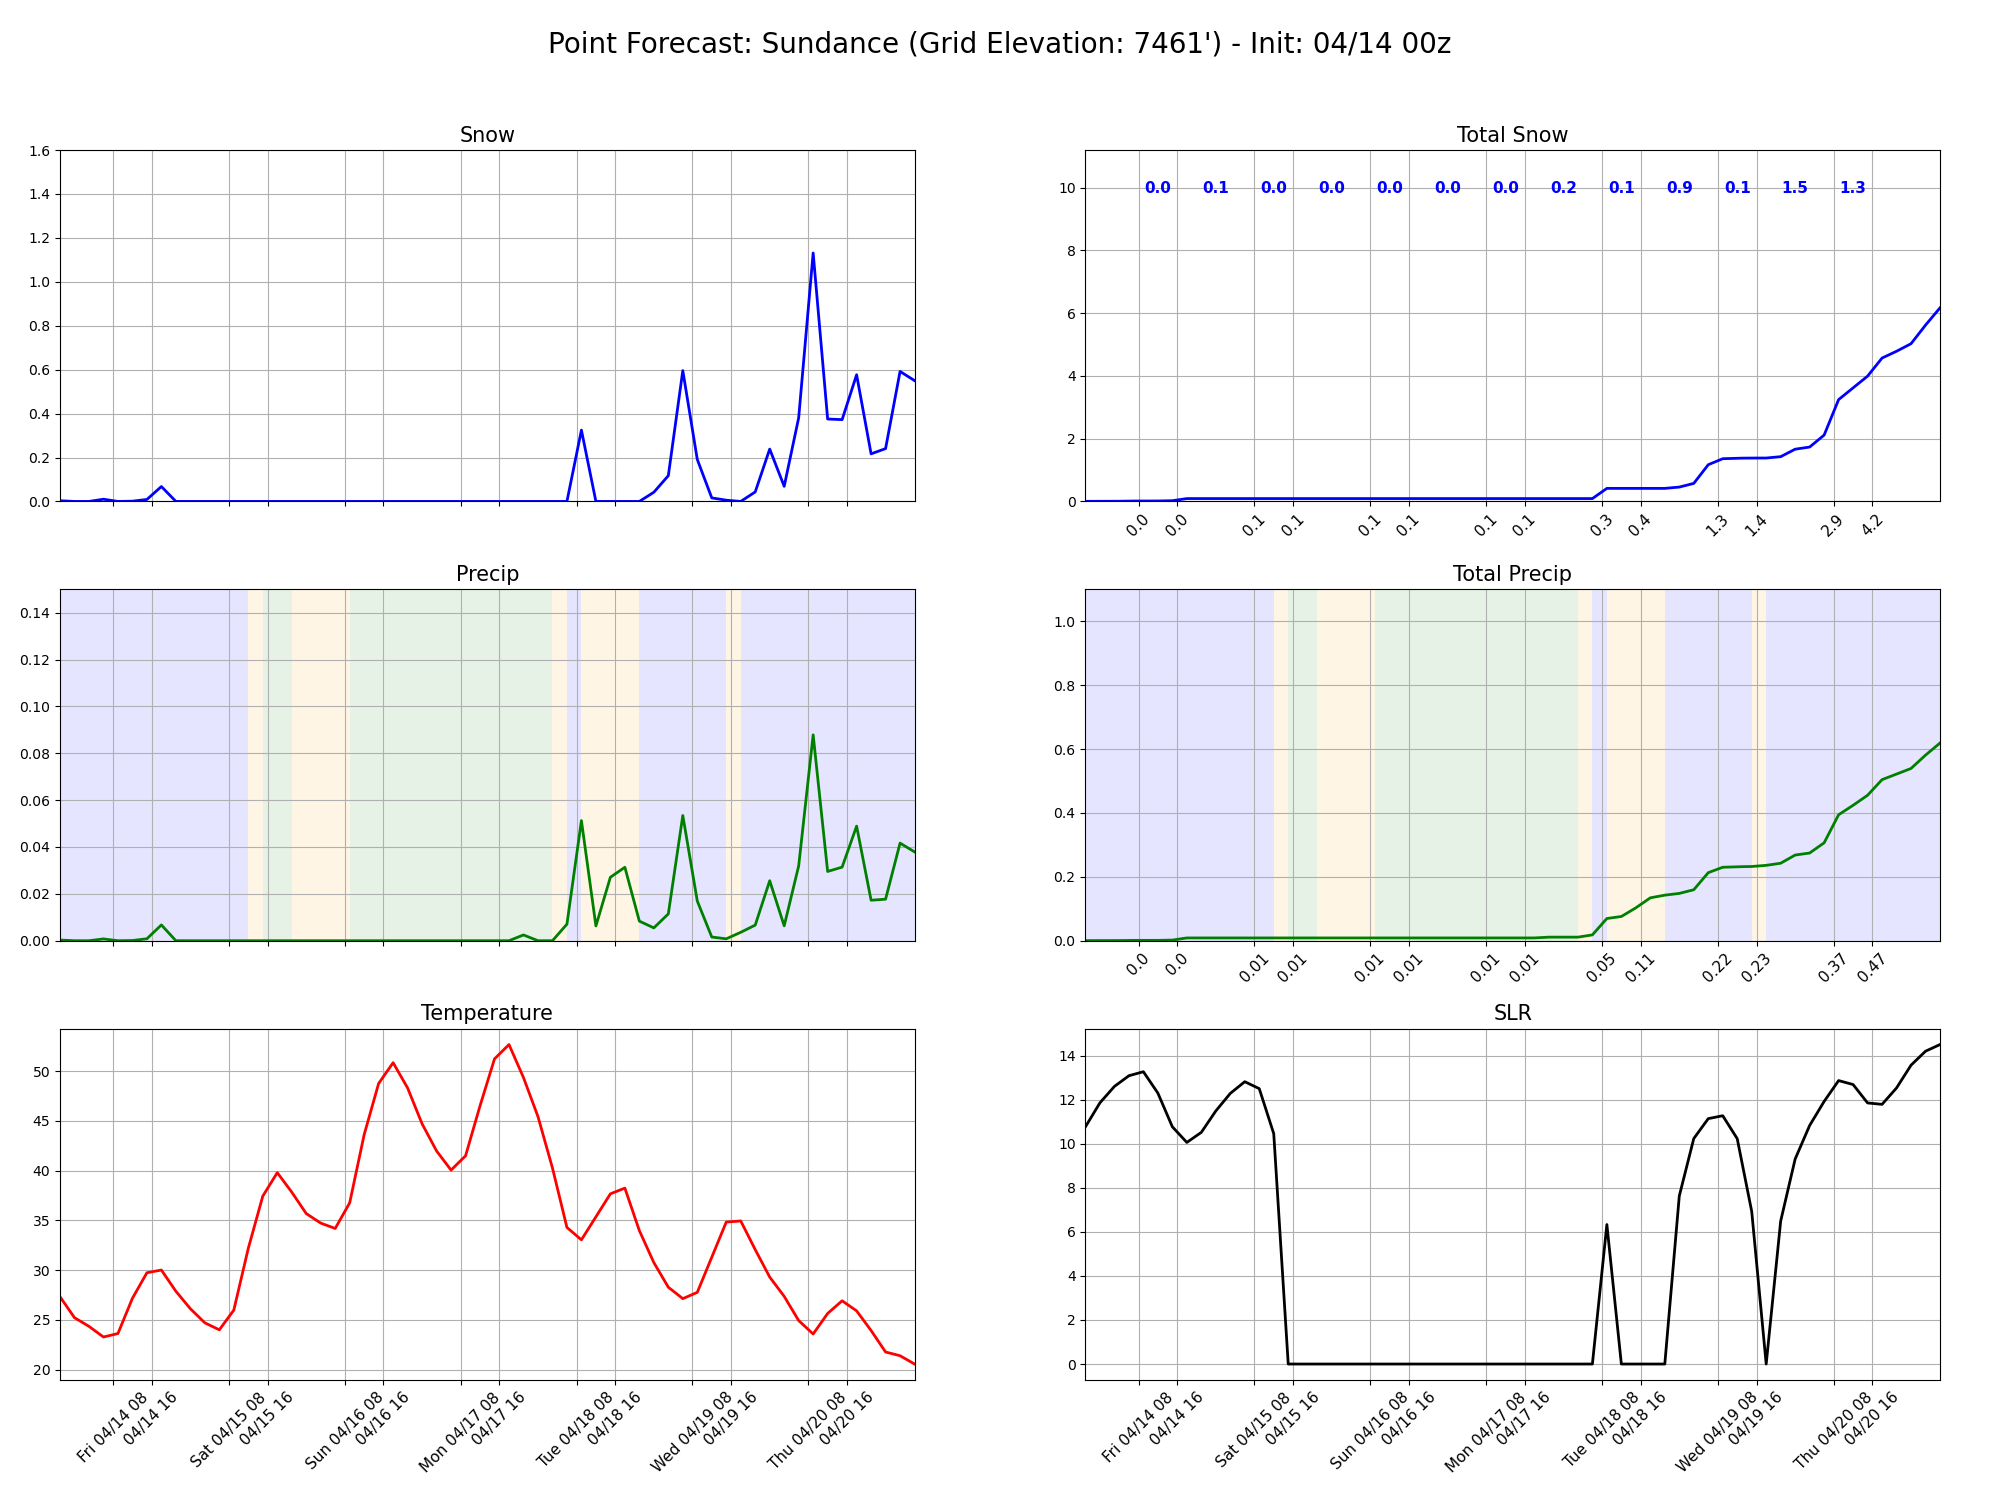 Point Forecast: Sundance (Grid Elevation: 7461') - Init: 04/14 00z
Snow
1.6
1.4
1.2
1.0
0.8
0.6
0.4
0.2
0.0
Total Snow
10
8
6
4
2
0
0.0 0.1 0.0 0.0 0.0 0.0 0.0 0.2 0.1 0.9 0.1 1.5 1.3
0.0 0.0 0.1 0.1 0.1 0.1 0.1 0.1 0.3 0.4 1.3 1.4 2.9 4.2
Precip
0.14
0.12
0.10
0.08
0.06
0.04
0.02
0.00
Total Precip
1.0
0.8
0.6
0.4
0.2
0.0
0.0 0.0 0.01 0.01 0.01 0.01 0.01 0.01 0.05 0.11 0.22 0.23 0.37 0.47
Temperature
50
45
40
35
30
25
20
Fri 04/14 08
04/14 16
Sat 04/15 08
04/15 16
Sun 04/16 08
04/16 16
Mon 04/17 08
04/17 16
Tue 04/18 08
04/18 16
Wed 04/19 08
04/19 16
Thu 04/20 08
04/20 16
SLR
14
12
10
8
6
4
2
0
Fri 04/14 08
04/14 16
Sat 04/15 08
04/15 16
Sun 04/16 08
04/16 16
Mon 04/17 08
04/17 16
Tue 04/18 08
04/18 16
Wed 04/19 08
04/19 16
Thu 04/20 08
04/20 16